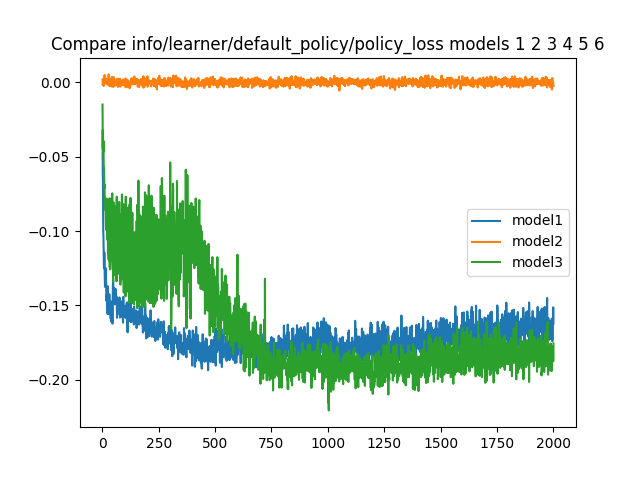 Compare info/learner/default_policy/policy_loss models 1 2 3 4 5 6
0.00
−0.05
−0.10
−0.15
−0.20
model1
model2
model3
0 250 500 750 1000 1250 1500 1750 2000